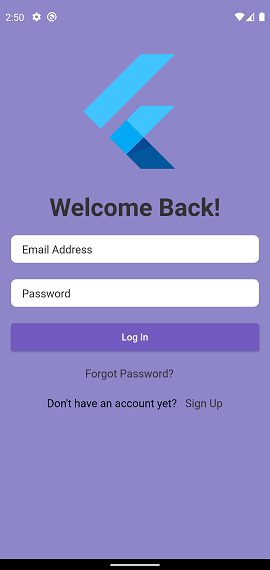 2:50
Welcome Back!
Email Address
Password
Log In
Forgot Password?
Don't have an account yet? Sign Up